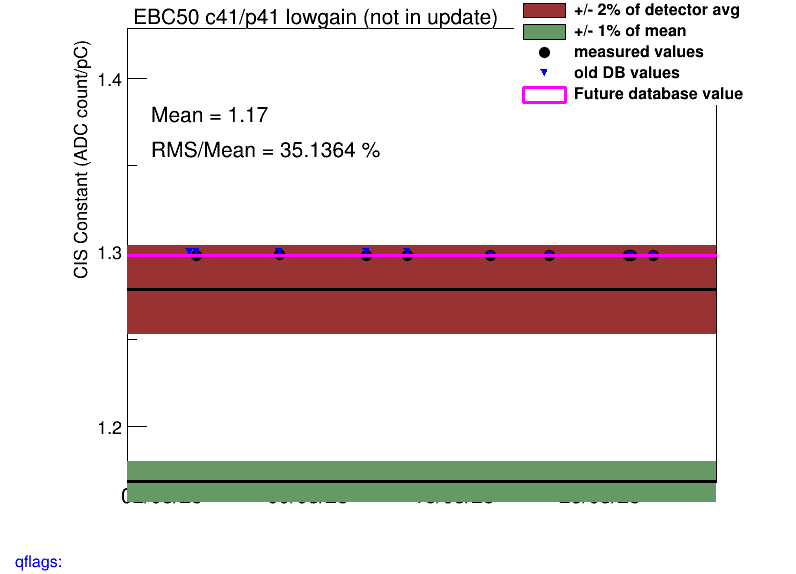 EBC50 c41/p41 lowgain (not in update)
+/- 2% of detector avg
+/- 1% of mean
measured values
old DB values
Future database value
CIS Constant (ADC count/pC)
1.4
Mean = 1.17
RMS/Mean = 35.1364 %
1.3
1.2
qflags: